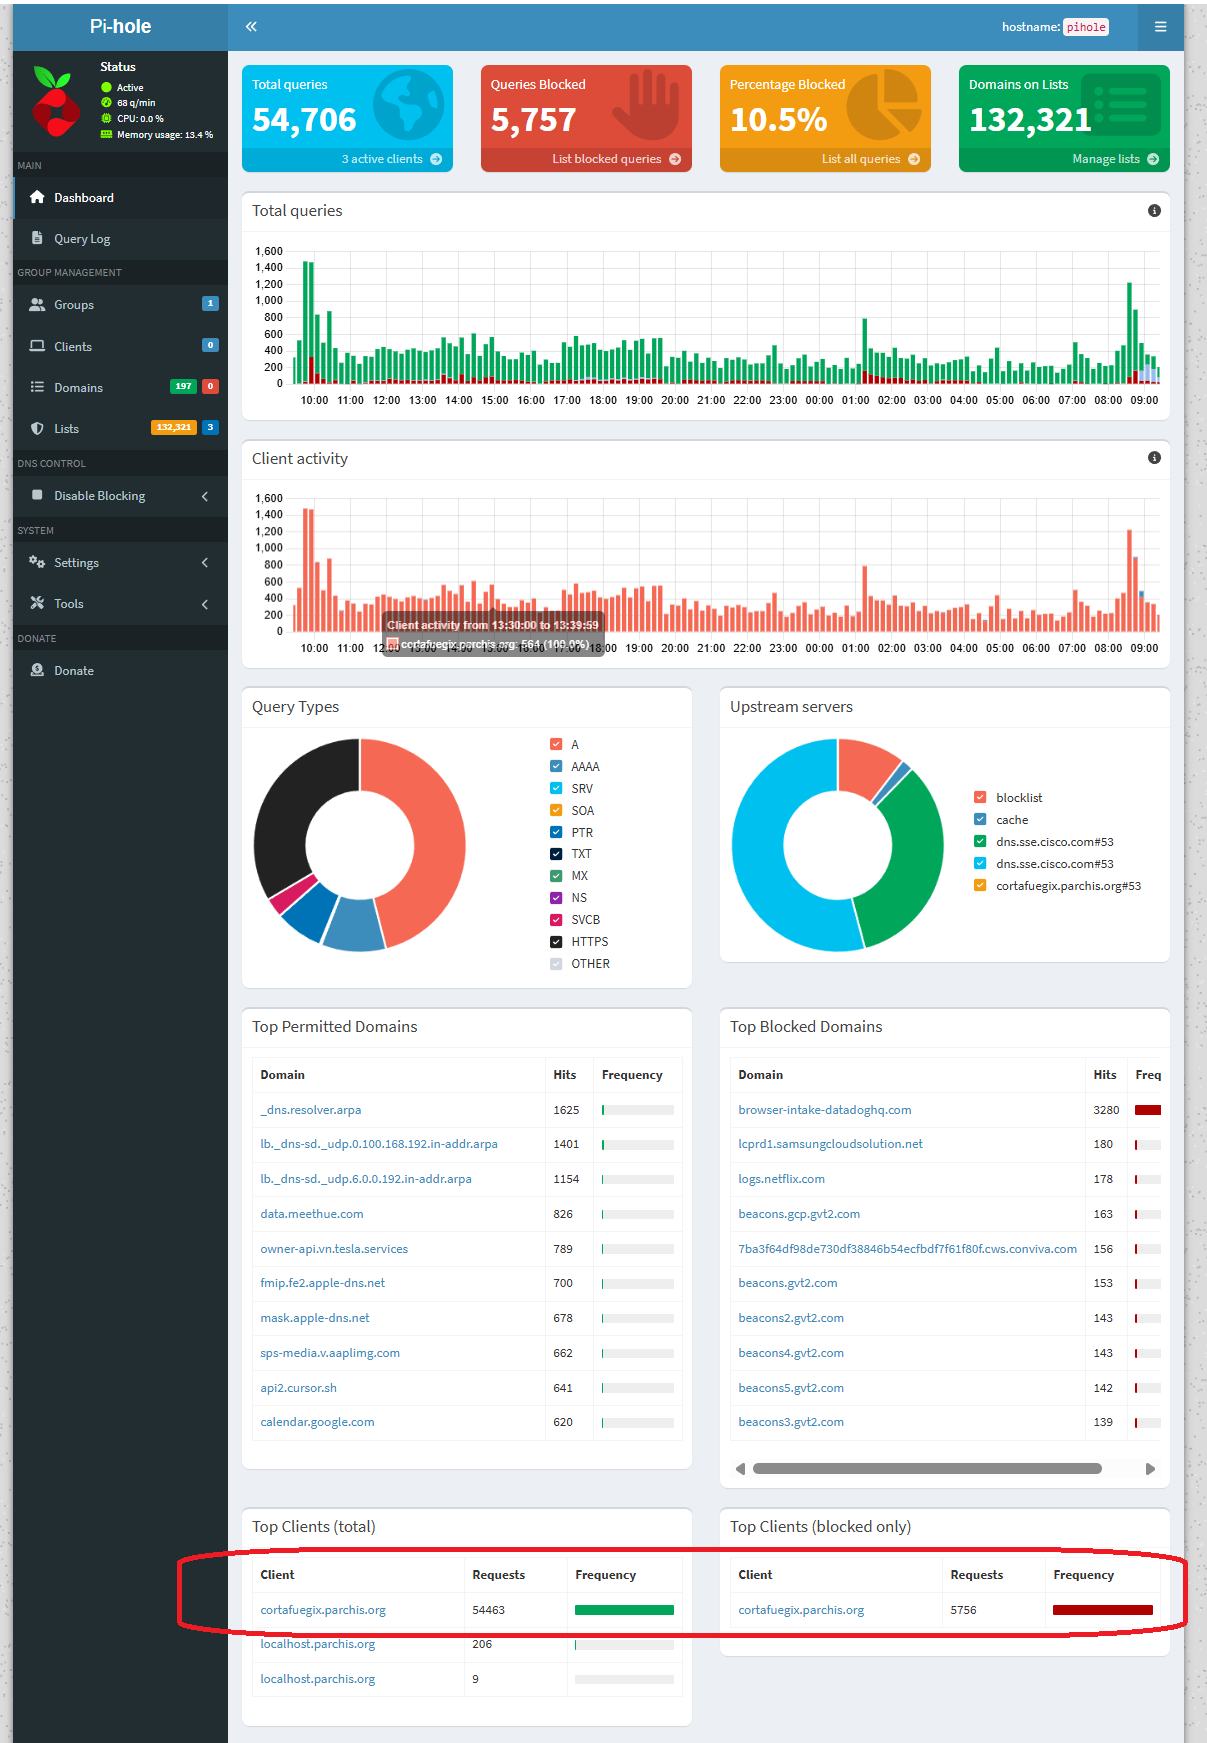 Pi-hole
hostname: pihole
Status
Active
68 q/min
CPU: 0.0 %
Memory usage: 13.4 %
MAIN
Dashboard
Query Log
GROUP MANAGEMENT
Groups 1
Clients 0
Domains 197 0
Lists 132,321 3
DNS CONTROL
Disable Blocking
SYSTEM
Settings
Tools
DONATE
Donate
Total queries
54,706
3 active clients
Queries Blocked
5,757
List blocked queries
Percentage Blocked
10.5%
List all queries
Domains on Lists
132,321
Manage lists
Total queries
1,600
1,400
1,200
1,000
800
600
400
200
0
10:00 11:00 12:00 13:00 14:00 15:00 16:00 17:00 18:00 19:00 20:00 21:00 22:00 23:00 00:00 01:00 02:00 03:00 04:00 05:00 06:00 07:00 08:00 09:00
Client activity
1,600
1,400
1,200
1,000
800
600
400
200
0
Client activity from 13:30:00 to 13:39:59
cortafuegix.parchis.org: 564 (100.0%)
10:00 11:00 12:00 13:00 14:00 15:00 16:00 17:00 18:00 19:00 20:00 21:00 22:00 23:00 00:00 01:00 02:00 03:00 04:00 05:00 06:00 07:00 08:00 09:00
Query Types
A
AAAA
SRV
SOA
PTR
TXT
MX
NS
SVCB
HTTPS
OTHER
Upstream servers
blocklist
cache
dns.sse.cisco.com#53
dns.sse.cisco.com#53
cortafuegix.parchis.org#53
Top Permitted Domains
Domain Hits Frequency
_dns.resolver.arpa 1625
lb._dns-sd._udp.0.100.168.192.in-addr.arpa 1401
lb._dns-sd._udp.6.0.0.192.in-addr.arpa 1154
data.meethue.com 826
owner-api.vn.tesla.services 789
fmip.fe2.apple-dns.net 700
mask.apple-dns.net 678
sps-media.v.aaplimg.com 662
api2.cursor.sh 641
calendar.google.com 620
Top Blocked Domains
Domain Hits Freq
browser-intake-datadoghq.com 3280
lcprd1.samsungcloudsolution.net 180
logs.netflix.com 178
beacons.gcp.gvt2.com 163
7ba3f64df98de730df38846b54ecfbdf7f61f80f.cws.conviva.com 156
beacons.gvt2.com 153
beacons2.gvt2.com 143
beacons4.gvt2.com 143
beacons5.gvt2.com 142
beacons3.gvt2.com 139
Top Clients (total)
Client Requests Frequency
cortafuegix.parchis.org 54463
localhost.parchis.org 206
localhost.parchis.org 9
Top Clients (blocked only)
Client Requests Frequency
cortafuegix.parchis.org 5756